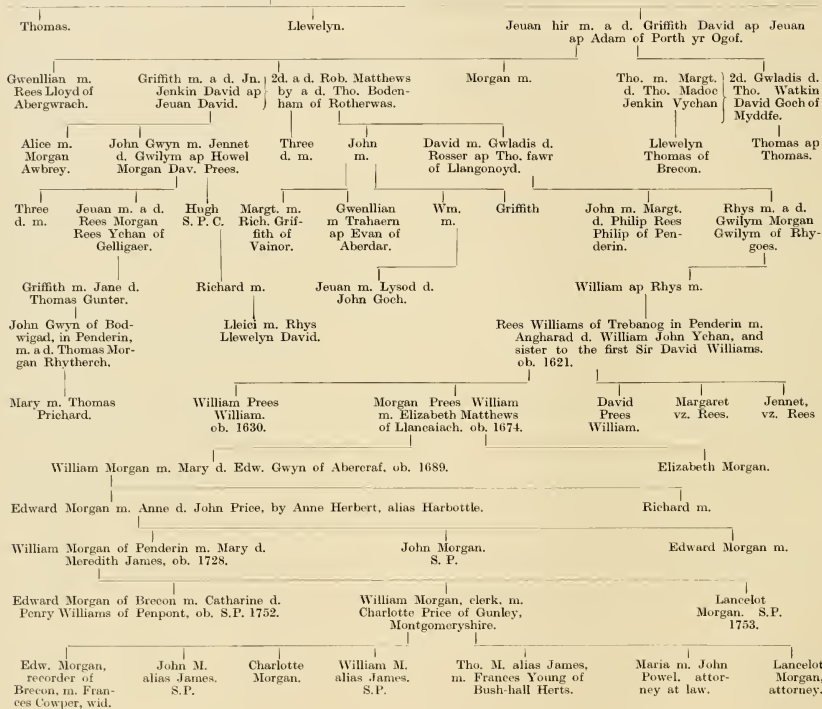 Thomas.
Llewelyn.
Jeuan hir m. a d. Griffith David ap Jeuan
ap Adam of Porth yr Ogof.
Gwenllian m.
Rees Lloyd of
Abergwrach.
Griffith m. a d. Jn.
Jenkin David ap
Jeuan David.
2d. a d. Rob. Matthews
by a d. Tho. Boden-
ham of Rotherwas.
Morgan m.
Tho. m. Margt.
d. Tho. Madoc
Jenkin Vychan
2d. Gwladis d.
Tho. Watkin
David Goch of
Myddfe.
Alice m.
Morgan
Awbrey.
John Gwyn m. Jennet
d. Gwilym ap Howel
Morgan Dav. Prees.
Three
d. m.
John
m.
David m. Gwladis d.
Rosser ap Tho. fawr
of Llangonoyd.
Llewelyn
Thomas of
Brecon.
Thomas ap
Thomas.
Three
d. m.
Jeuan m. a d.
Rees Morgan
Rees Ychan of
Gelligaer.
Hugh
S. P. C.
Margt. m.
Rich. Grif-
fith of
Vainor.
Gwenllian
m Trahaern
ap Evan of
Aberdar.
Wm.
m.
Griffith
John m. Margt.
d. Philip Rees
Philip of Pen-
derin.
Rhys m. a d.
Gwilym Morgan
Gwilym of Rhy-
goes.
Griffith m. Jane d.
Thomas Gunter.
Richard m.
Jeuan m. Lysod d.
John Goch.
William ap Rhys m.
John Gwyn of Bod-
wigad, in Penderin,
m. a d. Thomas Mor-
gan Rhytherch.
Lleici m. Rhys
Llewelyn David.
Rees Williams of Trebanog in Penderin m.
Angharad d. William John Ychan, and
sister to the first Sir David Williams.
ob. 1621.
Mary m. Thomas
Prichard.
William Prees
William.
ob. 1630.
Morgan Prees William
m. Elizabeth Matthews
of Llancaiach. ob. 1674.
David
Prees
William.
Margaret
vz. Rees.
Jennet,
vz. Rees
William Morgan m. Mary d. Edw. Gwyn of Abercraf, ob. 1689.
Elizabeth Morgan.
Edward Morgan m. Anne d. John Price, by Anne Herbert, alias Harbottle.
Richard m.
William Morgan of Penderin m. Mary d.
Meredith James, ob. 1728.
John Morgan.
S. P.
Edward Morgan m.
Edward Morgan of Brecon m. Catharine d.
Penry Williams of Penpont, ob. S.P. 1752.
William Morgan, clerk, m.
Charlotte Price of Gunley,
Montgomeryshire.
Lancelot
Morgan. S.P.
1753.
Edw. Morgan,
recorder of
Brecon, m. Fran-
ces Cowper, wid.
John M.
alias James.
S.P.
Charlotte
Morgan.
William M.
alias James.
S.P.
Tho. M. alias James,
m. Frances Young of
Bush-hall Herts.
Maria m. John
Powel. attor-
ney at law.
Lancelot
Morgan,
attorney.